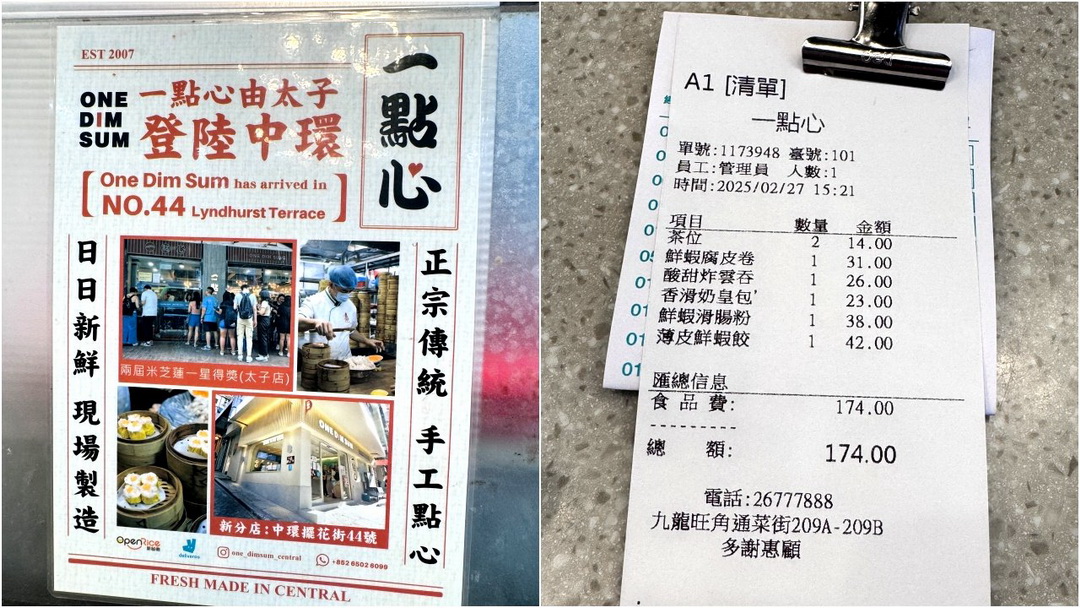 EST 2007
ONE
DIM
SUM
一點心由太子
登陸中環
One Dim Sum has arrived in
NO.44 Lyndhurst Terrace
一點心
日日新鮮 現場製造
正宗傳統 手工點心
兩屆米芝蓮一星得獎(太子店)
ONE DIM SUM
新分店:中環擺花街44號
OpenRice
開飯喇
deliveroo
one_dimsum_central
+852 6502 6099
FRESH MADE IN CENTRAL
A1 [清單]
一點心
單號:1173948 臺號:101
員工:管理員 人數:1
時間:2025/02/27 15:21
項目 數量 金額
茶位 2 14.00
鮮蝦腐皮卷 1 31.00
酸甜炸雲吞 1 26.00
香滑奶皇包' 1 23.00
鮮蝦滑腸粉 1 38.00
薄皮鮮蝦餃 1 42.00
匯總信息
食品費: 174.00
---------
總 額: 174.00
電話:26777888
九龍旺角通菜街209A-209B
多謝惠顧